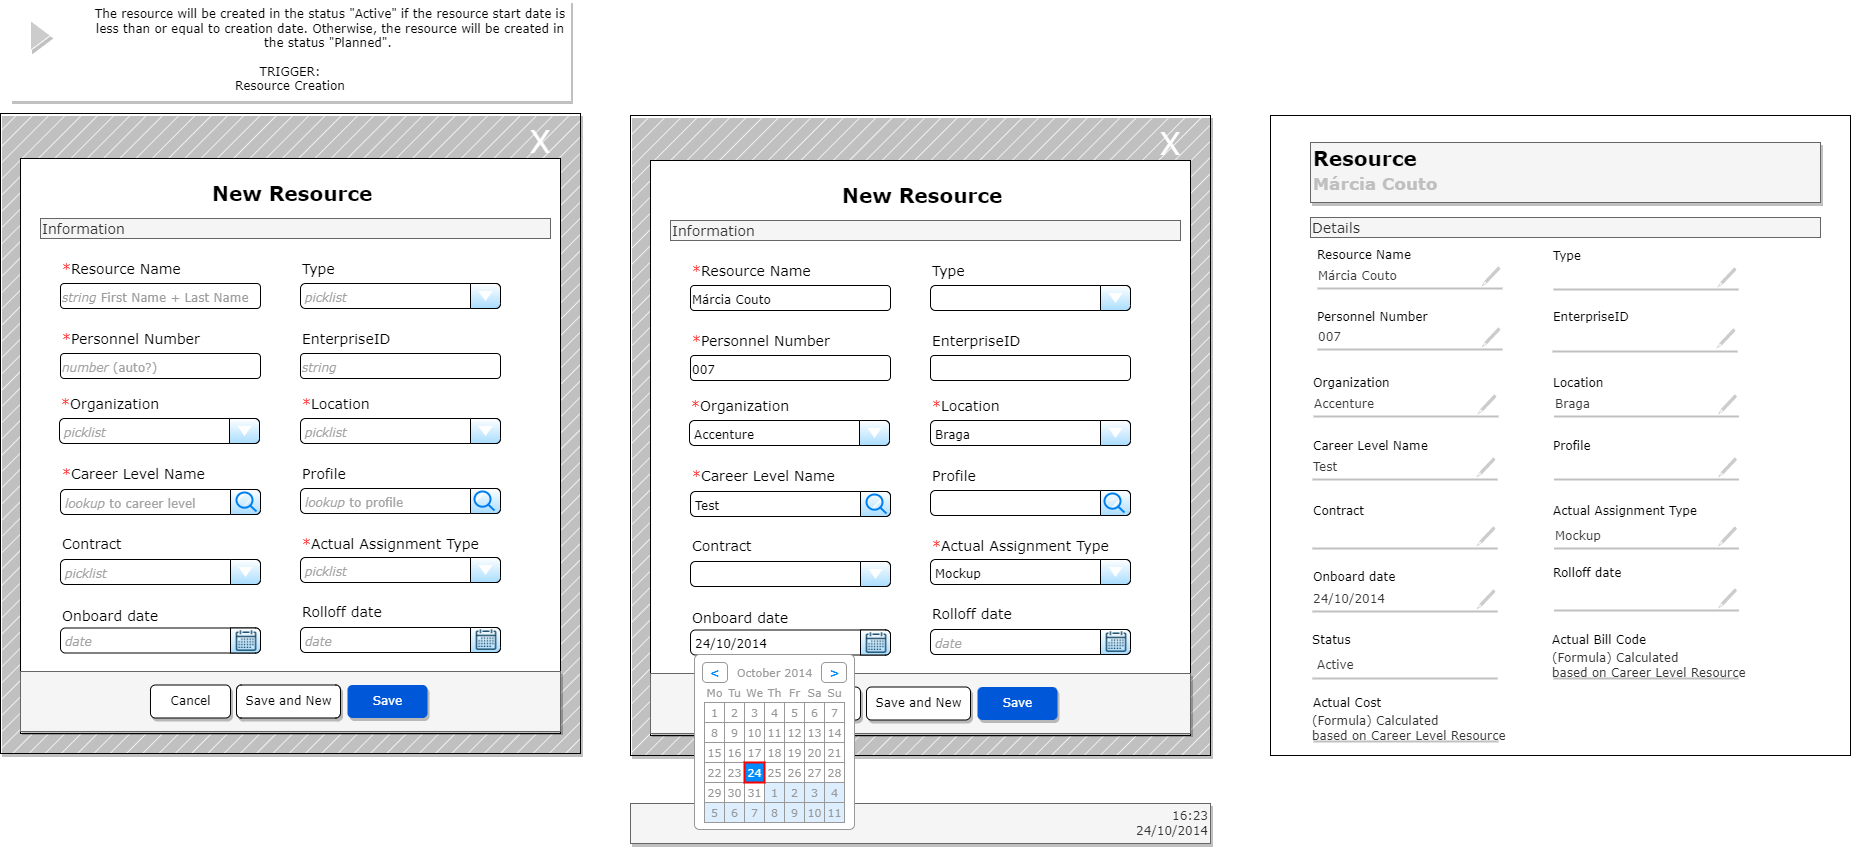 The resource will be created in the status "Active" if the resource start date is
less than or equal to creation date. Otherwise, the resource will be created in
the status "Planned".
TRIGGER:
Resource Creation
X
New Resource
Information
*Resource Name
Type
string First Name + Last Name
picklist
*Personnel Number
EnterpriseID
number (auto?)
string
*Organization
*Location
picklist
picklist
*Career Level Name
Profile
lookup to career level
lookup to profile
Contract
*Actual Assignment Type
picklist
picklist
Onboard date
Rolloff date
date
date
Cancel
Save and New
Save
X
New Resource
Information
*Resource Name
Type
Márcia Couto
*Personnel Number
EnterpriseID
007
*Organization
*Location
Accenture
Braga
*Career Level Name
Profile
Test
Contract
*Actual Assignment Type
Mockup
Onboard date
Rolloff date
24/10/2014
date
< October 2014 >
Mo Tu We Th Fr Sa Su
1 2 3 4 5 6 7
8 9 10 11 12 13 14
15 16 17 18 19 20 21
22 23 24 25 26 27 28
29 30 31 1 2 3 4
5 6 7 8 9 10 11
Save and New
Save
16:23
24/10/2014
Resource
Márcia Couto
Details
Resource Name
Type
Márcia Couto
Personnel Number
EnterpriseID
007
Organization
Location
Accenture
Braga
Career Level Name
Profile
Test
Contract
Actual Assignment Type
Mockup
Onboard date
Rolloff date
24/10/2014
Status
Actual Bill Code
Active
(Formula) Calculated
based on Career Level Resource
Actual Cost
(Formula) Calculated
based on Career Level Resource